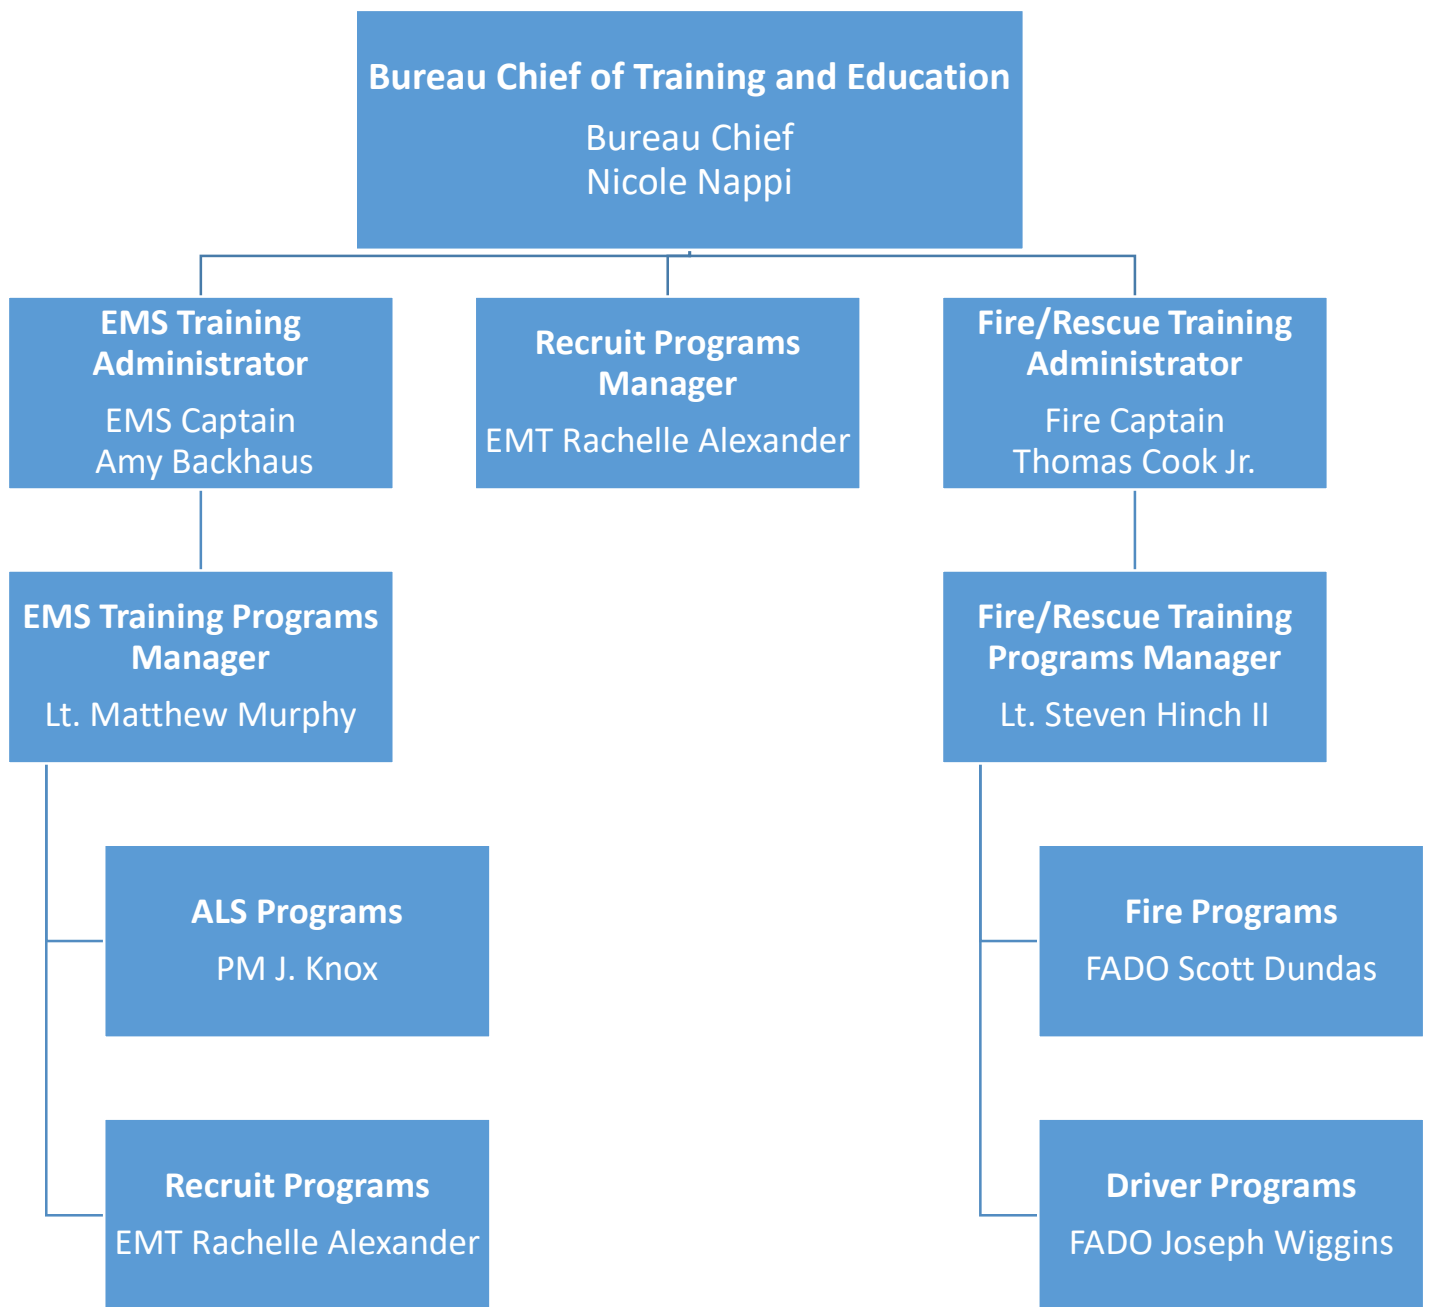 Bureau Chief of Training and Education
Bureau Chief
Nicole Nappi
EMS Training
Administrator
EMS Captain
Amy Backhaus
Recruit Programs
Manager
EMT Rachelle Alexander
Fire/Rescue Training
Administrator
Fire Captain
Thomas Cook Jr.
EMS Training Programs
Manager
Lt. Matthew Murphy
Fire/Rescue Training
Programs Manager
Lt. Steven Hinch II
ALS Programs
PM J. Knox
Fire Programs
FADO Scott Dundas
Recruit Programs
EMT Rachelle Alexander
Driver Programs
FADO Joseph Wiggins